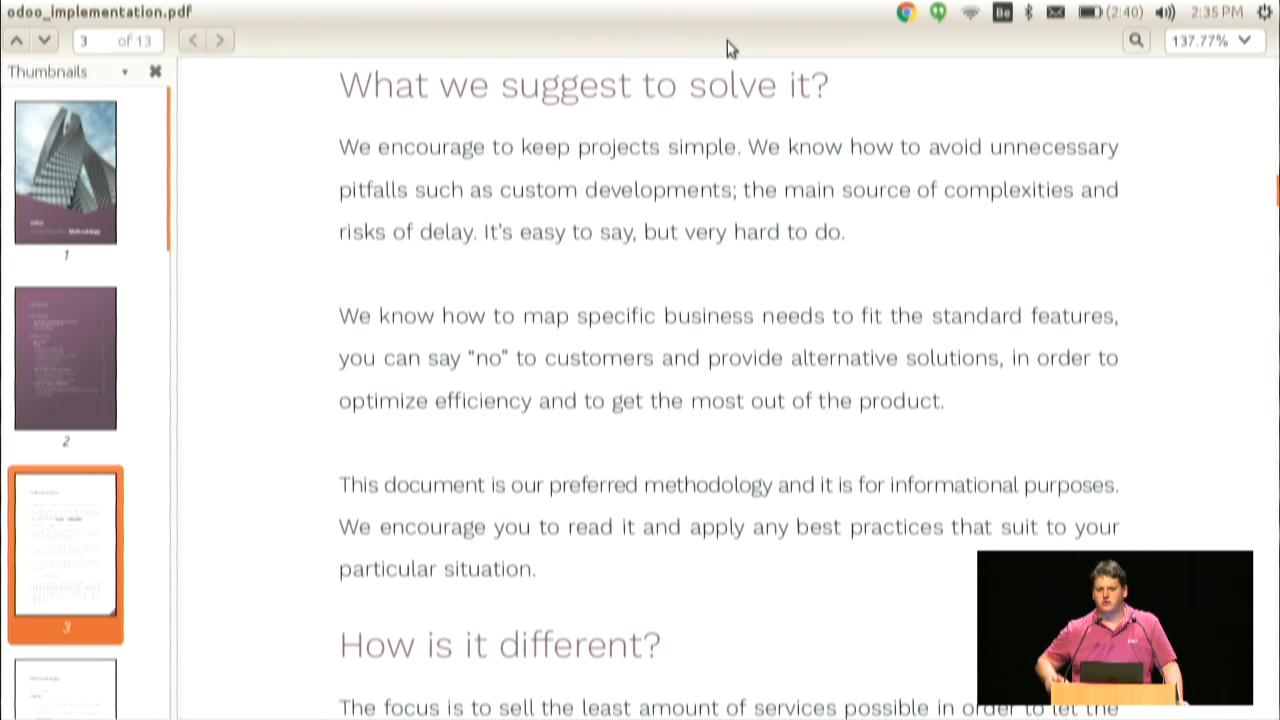 odoo_implementation.pdf
(2:40)
2:35 PM
3 of 13
137.77%
Thumbnails
1
2
3
What we suggest to solve it?
We encourage to keep projects simple. We know how to avoid unnecessary
pitfalls such as custom developments; the main source of complexities and
risks of delay. It's easy to say, but very hard to do.
We know how to map specific business needs to fit the standard features,
you can say "no" to customers and provide alternative solutions, in order to
optimize efficiency and to get the most out of the product.
This document is our preferred methodology and it is for informational purposes.
We encourage you to read it and apply any best practices that suit to your
particular situation.
How is it different?
The focus is to sell the least amount of services possible in order to let the